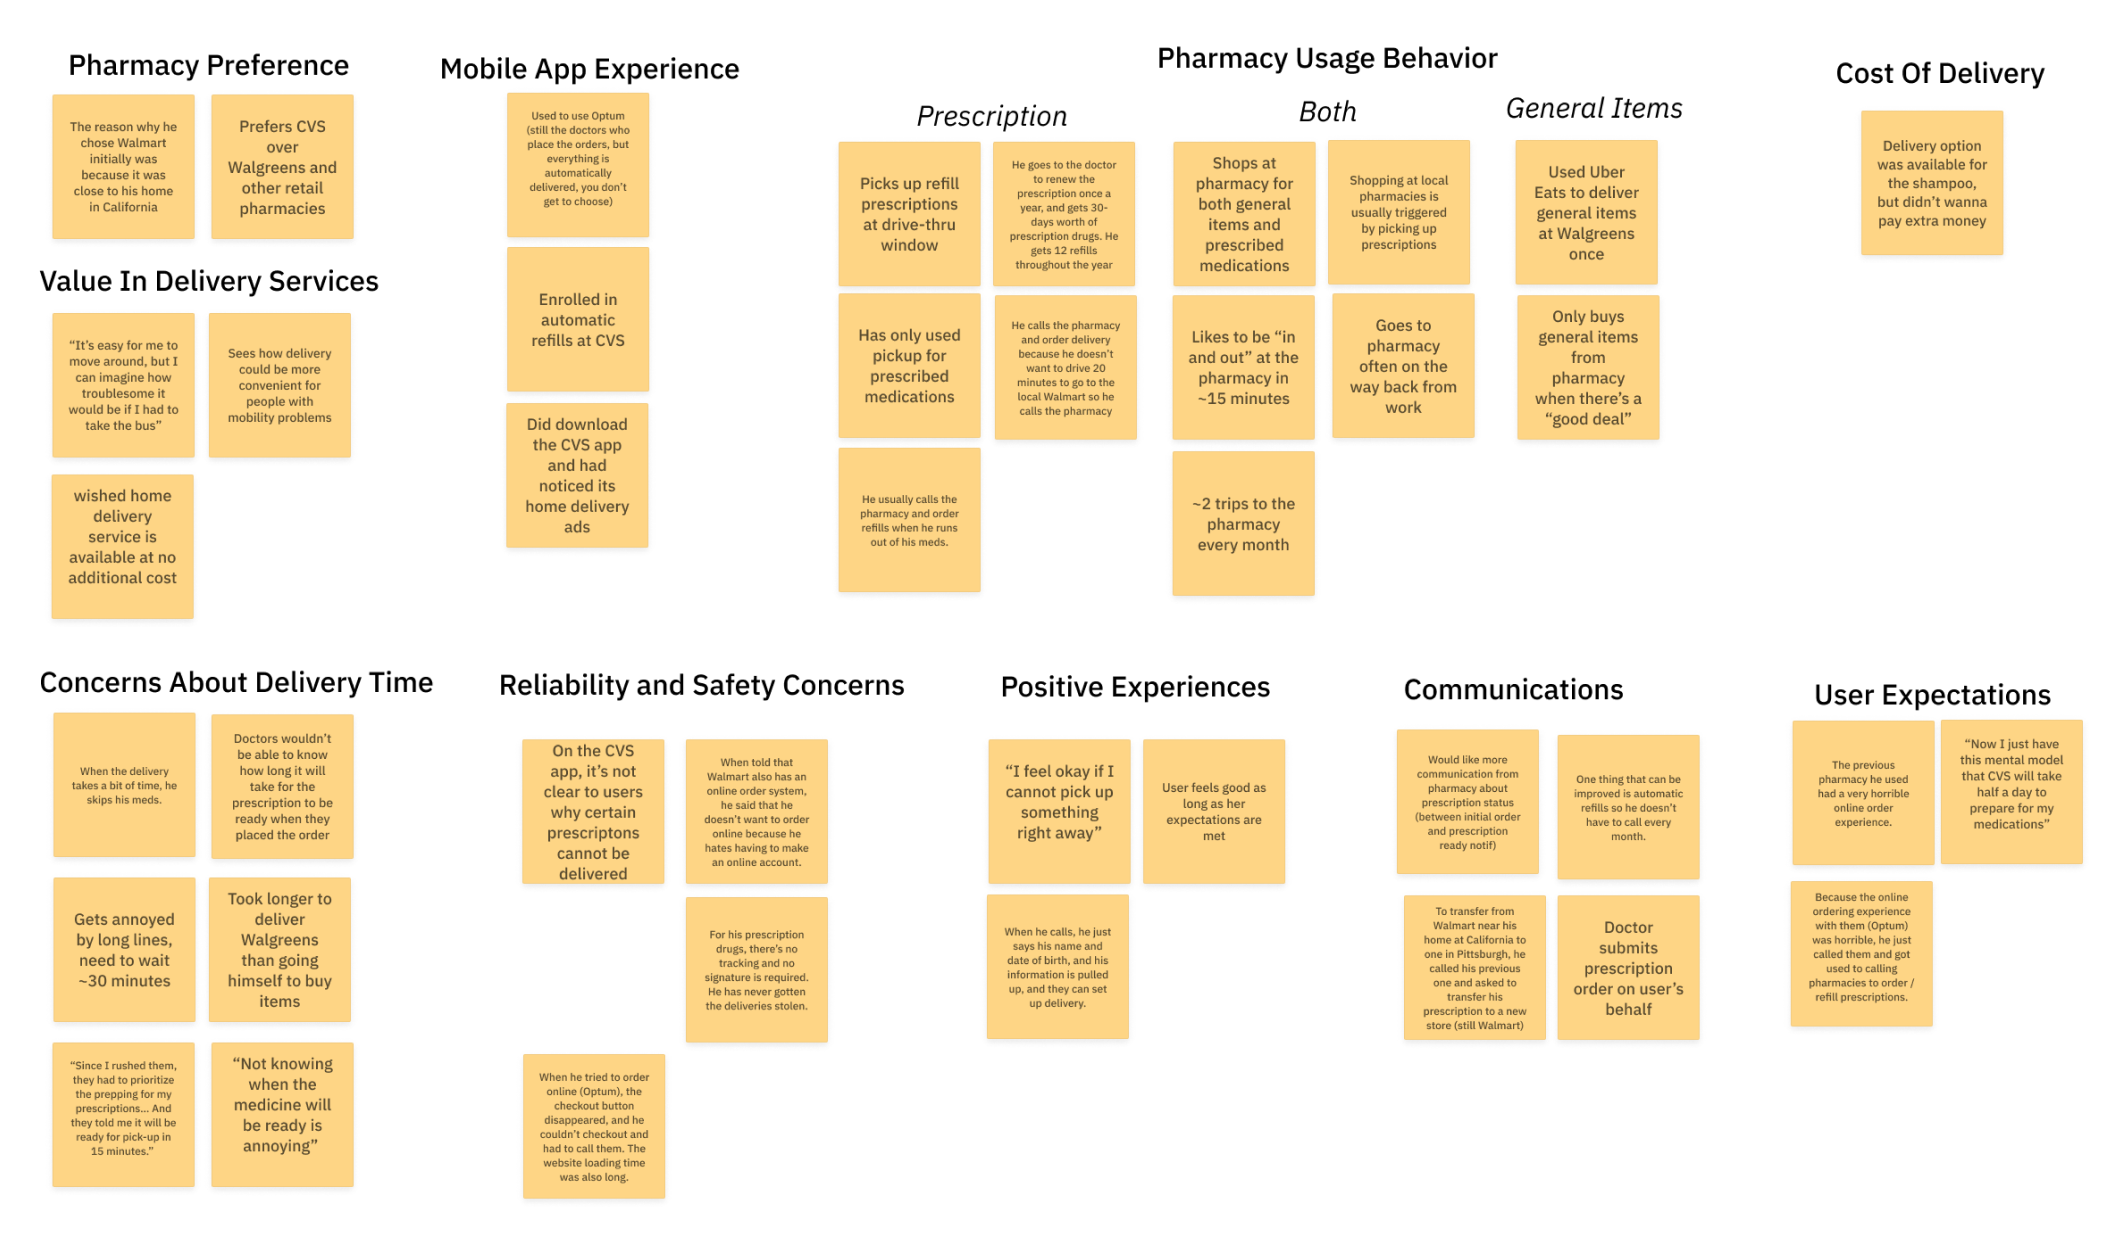 Pharmacy Preference
The reason why he
chose Walmart
initially was
because it was
close to his home
in California
Prefers CVS
over
Walgreens and
other retail
pharmacies
Value In Delivery Services
“It’s easy for me to
move around, but I
can imagine how
troublesome it
would be if I had to
take the bus”
Sees how delivery
could be more
convenient for
people with
mobility problems
wished home
delivery
service is
available at no
additional cost
Mobile App Experience
Used to use Optum
(still the doctors who
place the orders, but
everything is
automatically
delivered, you don’t
get to choose)
Enrolled in
automatic
refills at CVS
Did download
the CVS app
and had
noticed its
home delivery
ads
Pharmacy Usage Behavior
Prescription
Picks up refill
prescriptions
at drive-thru
window
He goes to the doctor
to renew the
prescription once a
year, and gets 30-
days worth of
prescription drugs. He
gets 12 refills
throughout the year
Has only used
pickup for
prescribed
medications
He calls the pharmacy
and order delivery
because he doesn’t
want to drive 20
minutes to go to the
local Walmart so he
calls the pharmacy
He usually calls the
pharmacy and order
refills when he runs
out of his meds.
Both
Shops at
pharmacy for
both general
items and
prescribed
medications
Shopping at local
pharmacies is
usually triggered
by picking up
prescriptions
Likes to be “in
and out” at the
pharmacy in
~15 minutes
Goes to
pharmacy
often on the
way back from
work
~2 trips to the
pharmacy
every month
General Items
Used Uber
Eats to deliver
general items
at Walgreens
once
Only buys
general items
from
pharmacy
when there’s a
“good deal”
Cost Of Delivery
Delivery option
was available for
the shampoo,
but didn’t wanna
pay extra money
Concerns About Delivery Time
When the delivery
takes a bit of time, he
skips his meds.
Doctors wouldn’t
be able to know
how long it will
take for the
prescription to be
ready when they
placed the order
Gets annoyed
by long lines,
need to wait
~30 minutes
Took longer to
deliver
Walgreens
than going
himself to buy
items
“Since I rushed them,
they had to prioritize
the prepping for my
prescriptions... And
they told me it will be
ready for pick-up in
15 minutes.”
“Not knowing
when the
medicine will
be ready is
annoying”
Reliability and Safety Concerns
On the CVS
app, it’s not
clear to users
why certain
prescriptons
cannot be
delivered
When told that
Walmart also has an
online order system,
he said that he
doesn’t want to order
online because he
hates having to make
an online account.
For his prescription
drugs, there’s no
tracking and no
signature is required.
He has never gotten
the deliveries stolen.
When he tried to order
online (Optum), the
checkout button
disappeared, and he
couldn’t checkout and
had to call them. The
website loading time
was also long.
Positive Experiences
“I feel okay if I
cannot pick up
something
right away”
User feels good as
long as her
expectations are
met
When he calls, he just
says his name and
date of birth, and his
information is pulled
up, and they can set
up delivery.
Communications
Would like more
communication from
pharmacy about
prescription status
(between initial order
and prescription
ready notif)
One thing that can be
improved is automatic
refills so he doesn’t
have to call every
month.
To transfer from
Walmart near his
home at California to
one in Pittsburgh, he
called his previous
one and asked to
transfer his
prescription to a new
store (still Walmart)
Doctor
submits
prescription
order on user’s
behalf
User Expectations
The previous
pharmacy he used
had a very horrible
online order
experience.
“Now I just have
this mental model
that CVS will take
half a day to
prepare for my
medications”
Because the online
ordering experience
with them (Optum)
was horrible, he just
called them and got
used to calling
pharmacies to order /
refill prescriptions.